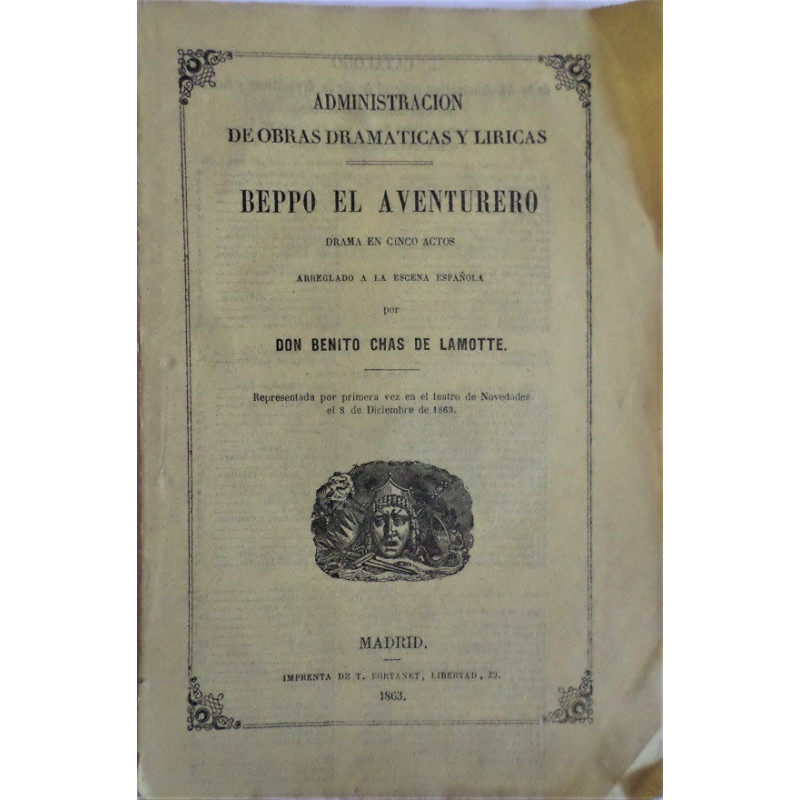 ADMINISTRACION
DE OBRAS DRAMATICAS Y LIRICAS
BEPPO EL AVENTURERO
DRAMA EN CINCO ACTOS
ARREGLADO A LA ESCENA ESPAÑOLA
por
DON BENITO CHAS DE LAMOTTE.
Representada por primera vez en el teatro de Novedades
el 8 de Diciembre de 1863.
MADRID.
IMPRENTA DE T. FORTANET, LIBERTAD, 29.
1863.